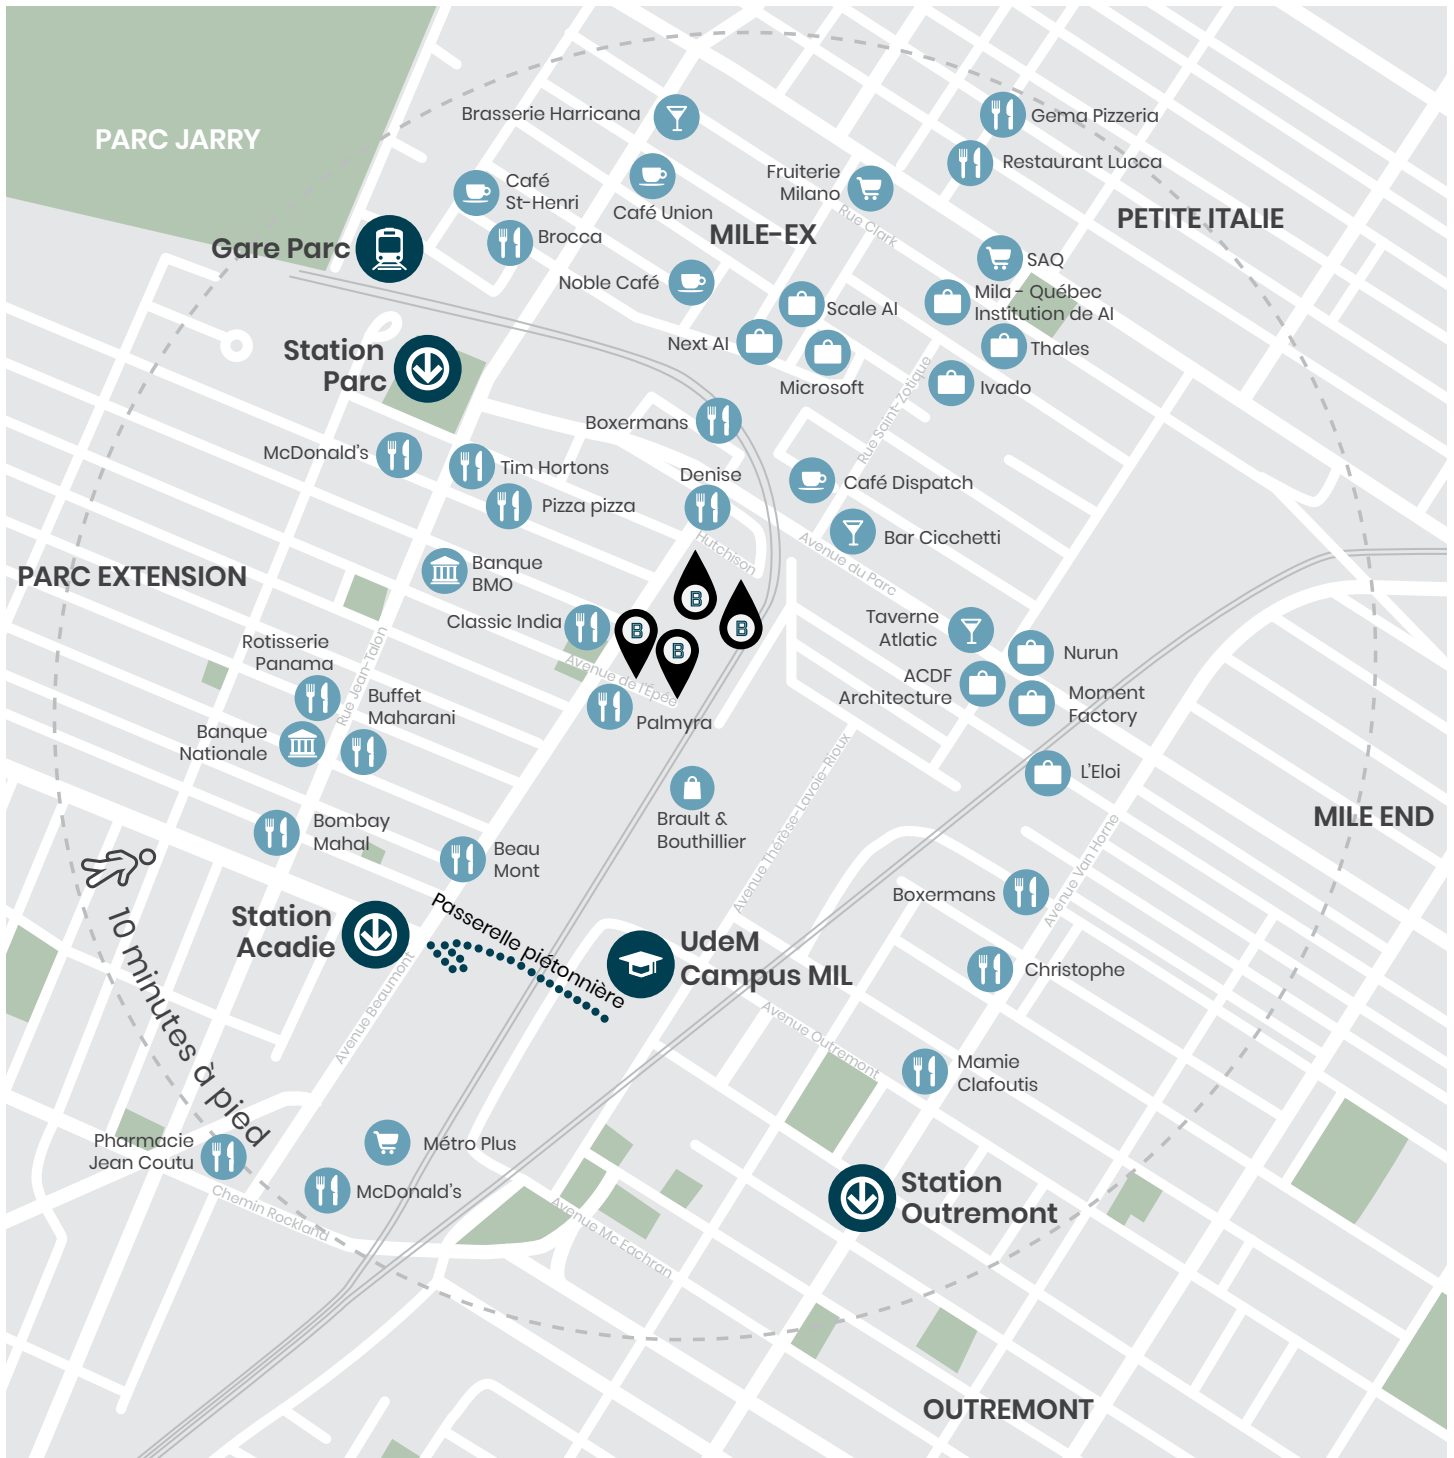 PARC JARRY
Brasserie Harricana
Gema Pizzeria
Restaurant Lucca
Café
St-Henri
Café Union
Fruiterie
Milano
Rue Clark
PETITE ITALIE
Gare Parc
Brocca
MILE-EX
SAQ
Noble Café
Mila - Québec
Institution de AI
Scale AI
Next AI
Microsoft
Thales
Ivado
Station
Parc
Rue Saint-Zotique
Boxermans
McDonald's
Tim Hortons
Denise
Pizza pizza
Café Dispatch
Bar Cicchetti
Hutchison
Avenue du Parc
PARC EXTENSION
Banque
BMO
Classic India
B
B
B
B
Taverne
Atlatic
Nurun
ACDF
Architecture
Moment
Factory
Rotisserie
Panama
Rue Jean-Talon
Buffet
Maharani
Avenue de l'Épée
Palmyra
Banque
Nationale
L'Eloi
Avenue Thérèse-Lavoie-Rioux
Brault &
Bouthillier
MILE END
Bombay
Mahal
Beau
Mont
Avenue Van Horne
Boxermans
Passerelle piétonnière
Station
Acadie
UdeM
Campus MIL
Christophe
10 minutes à pied
Avenue Beaumont
Avenue Outremont
Mamie
Clafoutis
Pharmacie
Jean Coutu
Métro Plus
McDonald's
Chemin Rockland
Station
Outremont
Avenue Mc Eachran
OUTREMONT